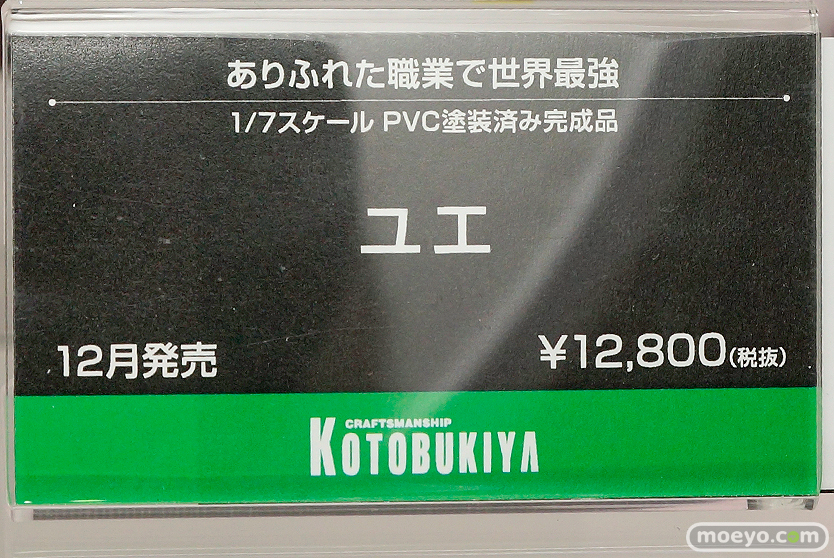 ありふれた職業で世界最強
1/7スケール PVC塗装済み完成品
ユエ
12月発売
¥12,800(税抜)
CRAFTSMANSHIP
KOTOBUKIYA
moeyo.com